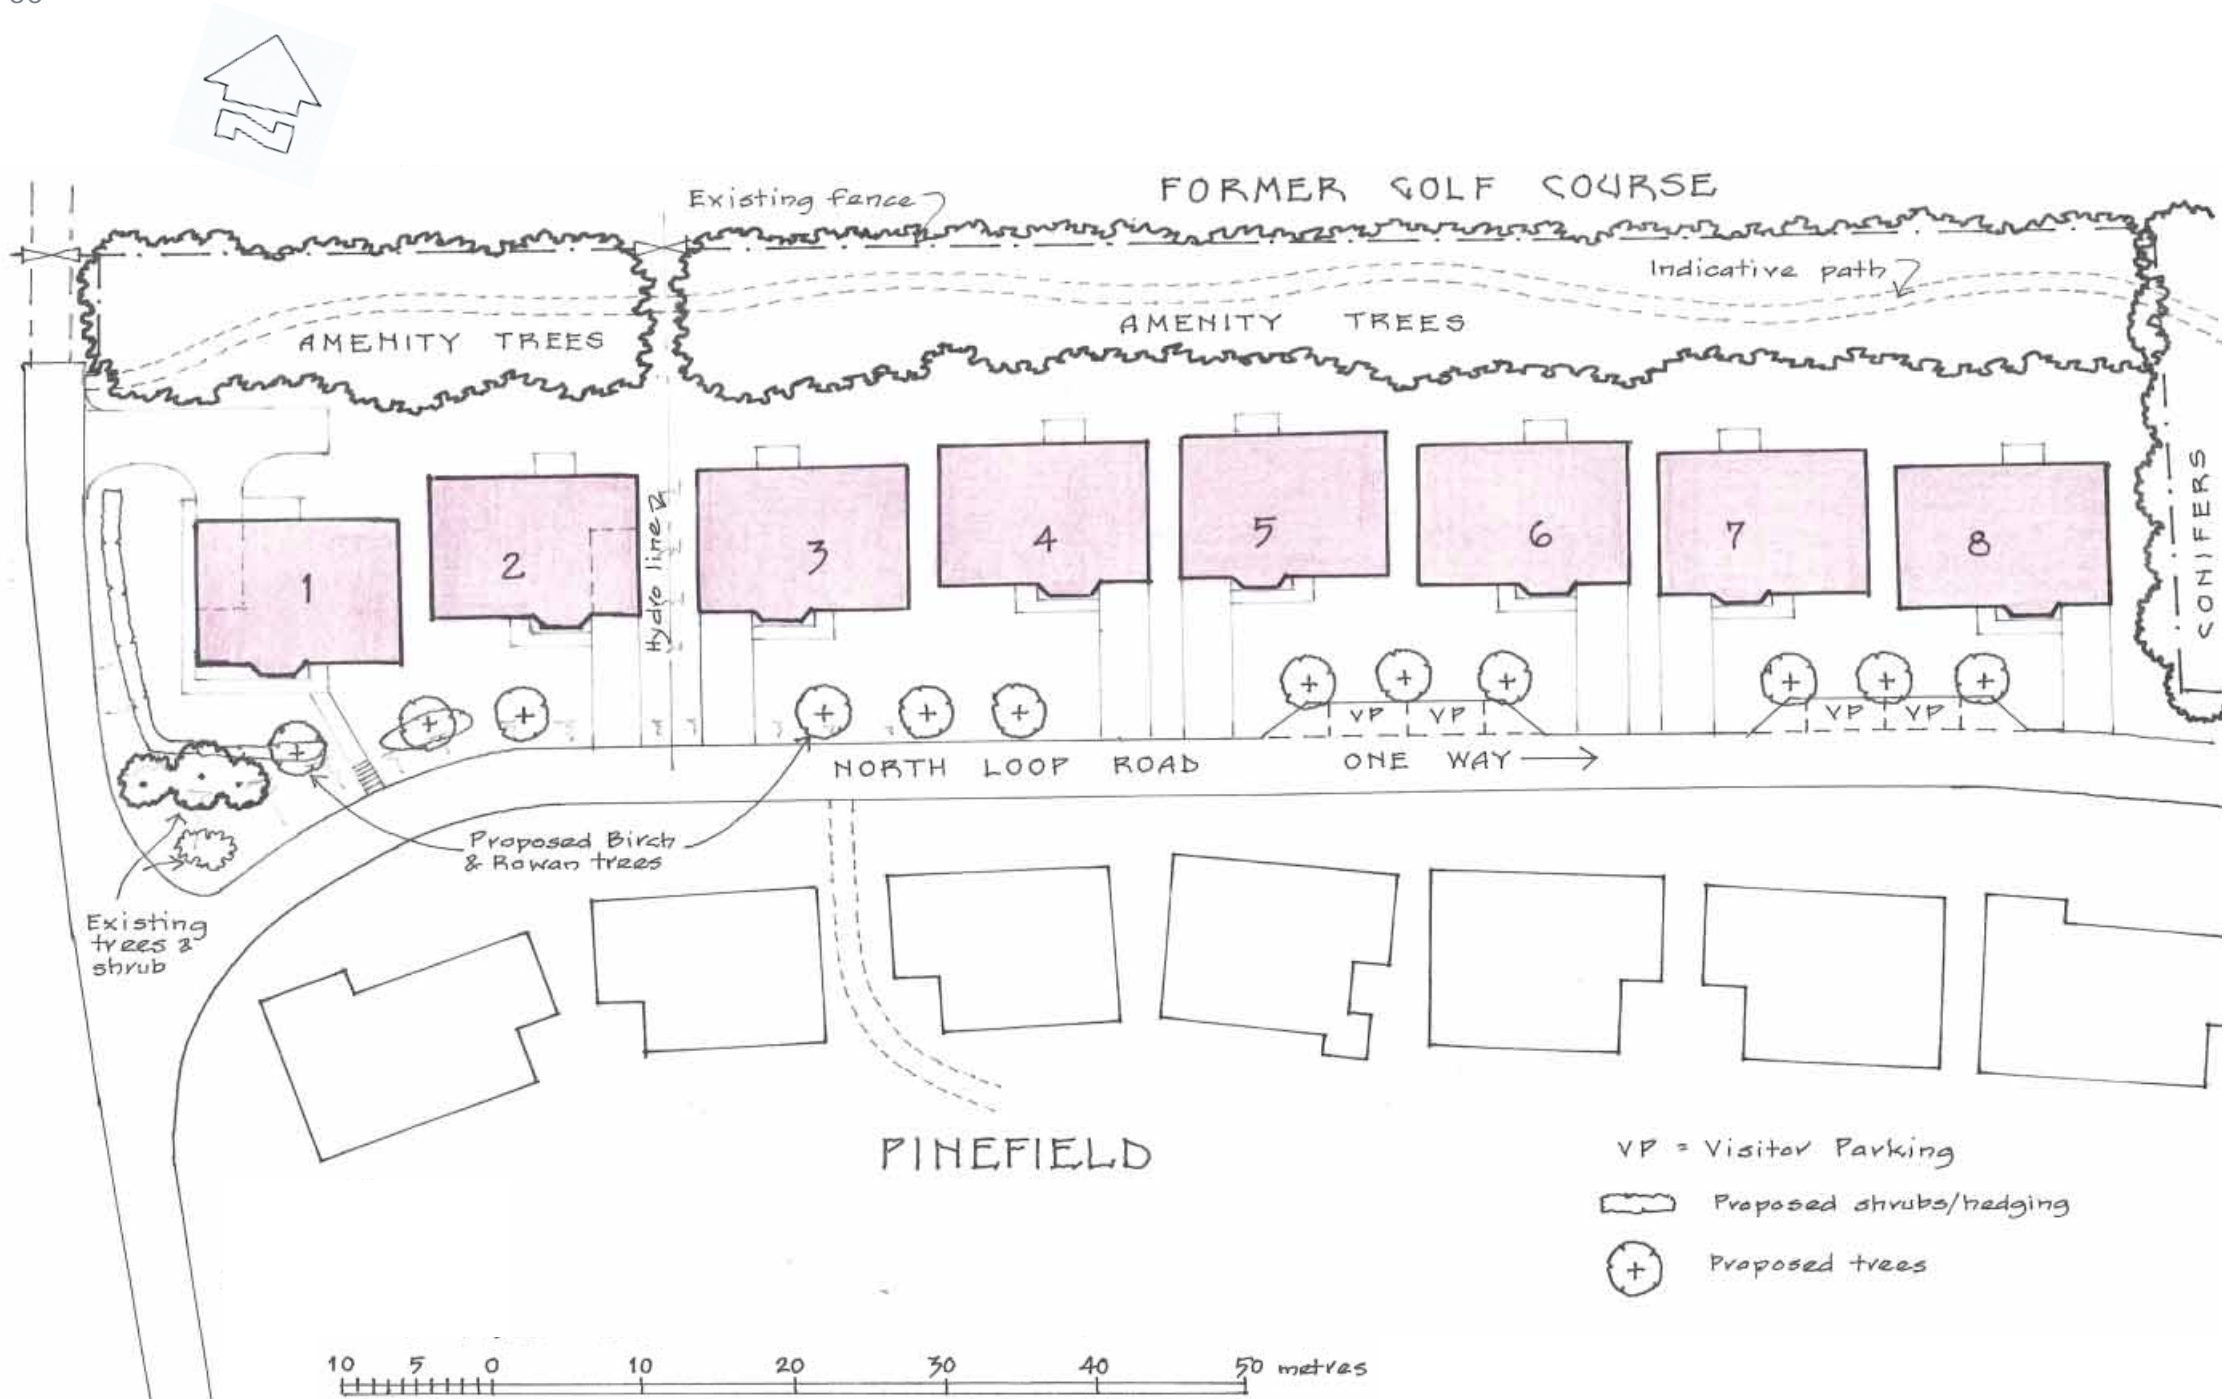 N
FORMER GOLF COURSE
Existing fence
Indicative path
AMENITY TREES
AMENITY TREES
CONIFERS
Hydro line
1
2
3
4
5
6
7
8
VP VP
VP VP
NORTH LOOP ROAD
ONE WAY
Proposed Birch
& Rowan trees
Existing
trees &
shrub
PINEFIELD
VP = Visitor Parking
Proposed shrubs/hedging
Proposed trees
10 5 0 10 20 30 40 50 metres